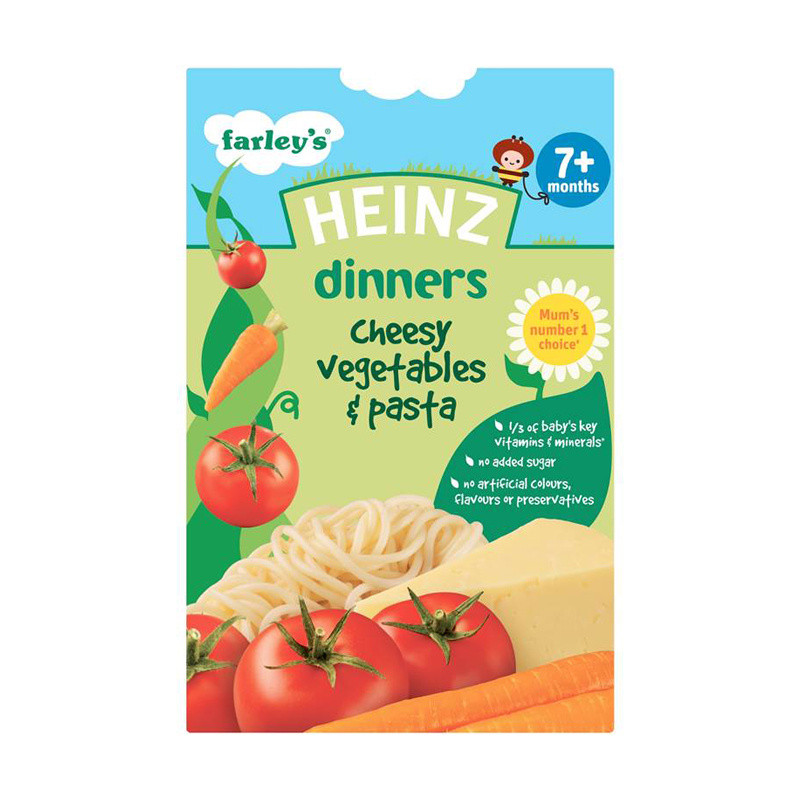 farley's®
7+
months
HEINZ
dinners
Cheesy
vegetables
& pasta
Mum's
number 1
choice†
1/3 of baby's key
vitamins & minerals*
no added sugar
no artificial colours,
flavours or preservatives